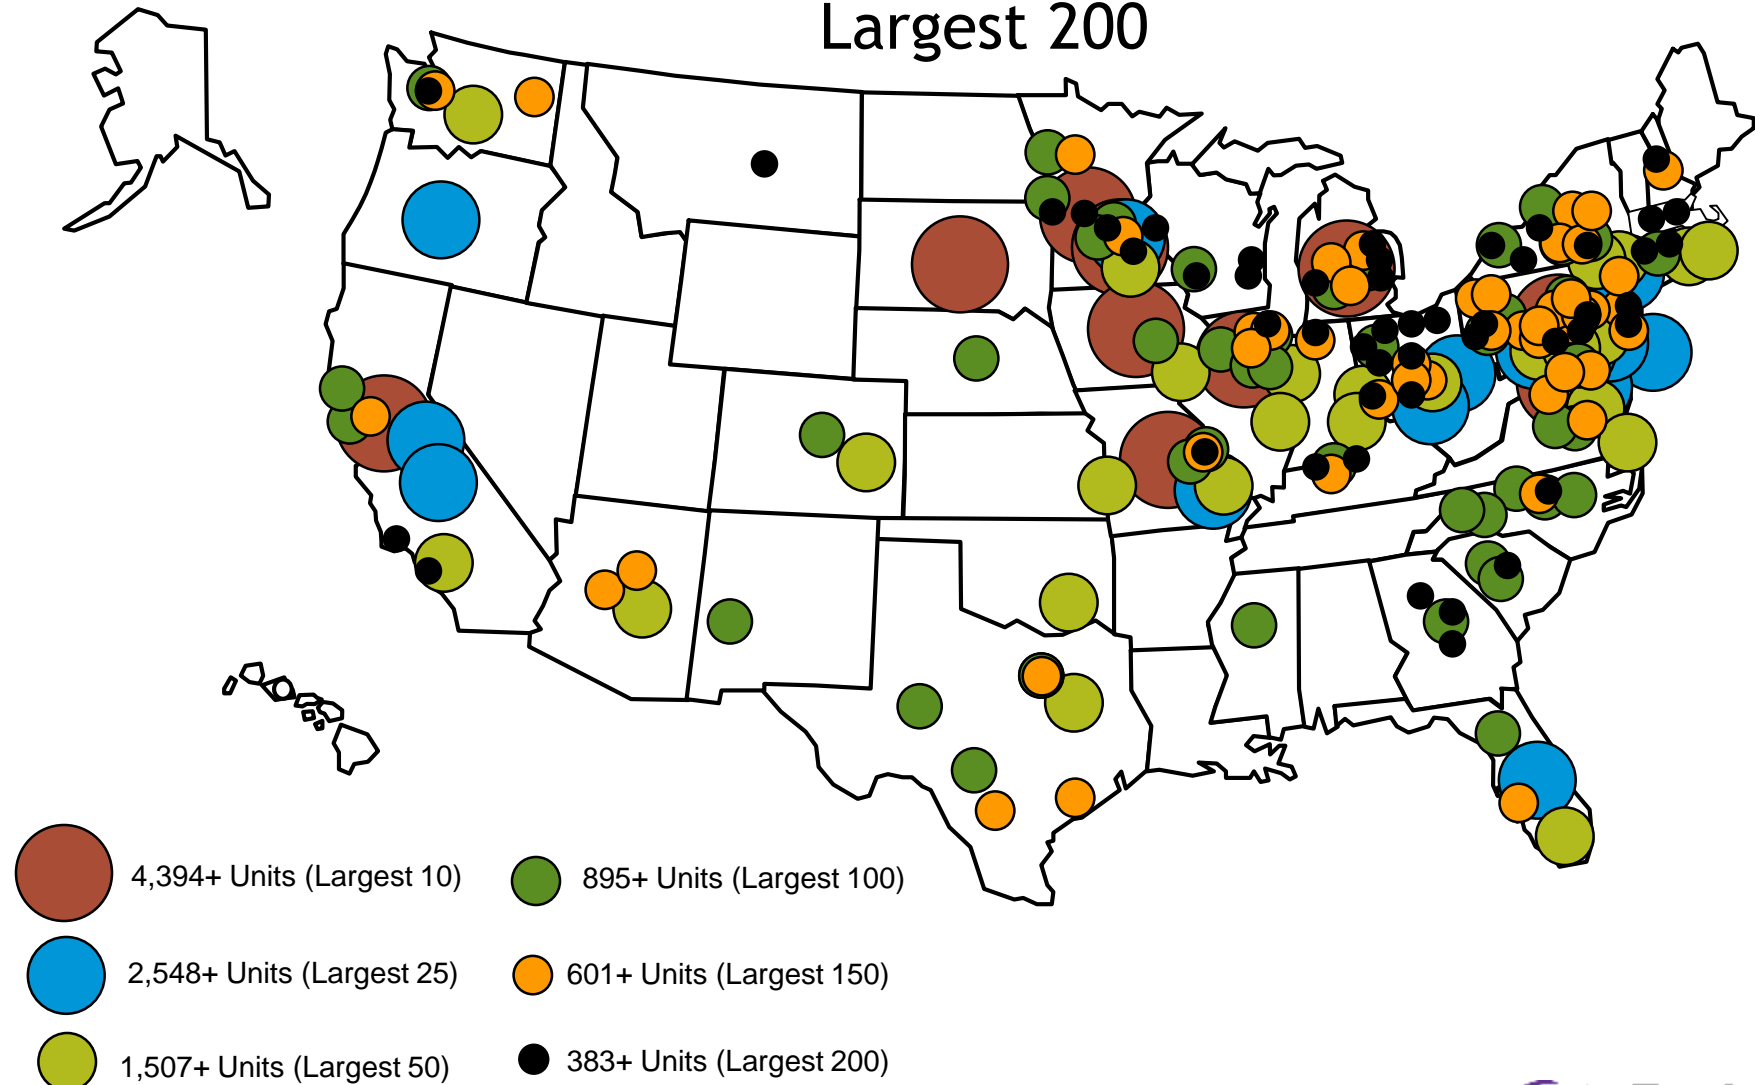 Largest 200
4,394+ Units (Largest 10)
895+ Units (Largest 100)
2,548+ Units (Largest 25)
601+ Units (Largest 150)
1,507+ Units (Largest 50)
383+ Units (Largest 200)